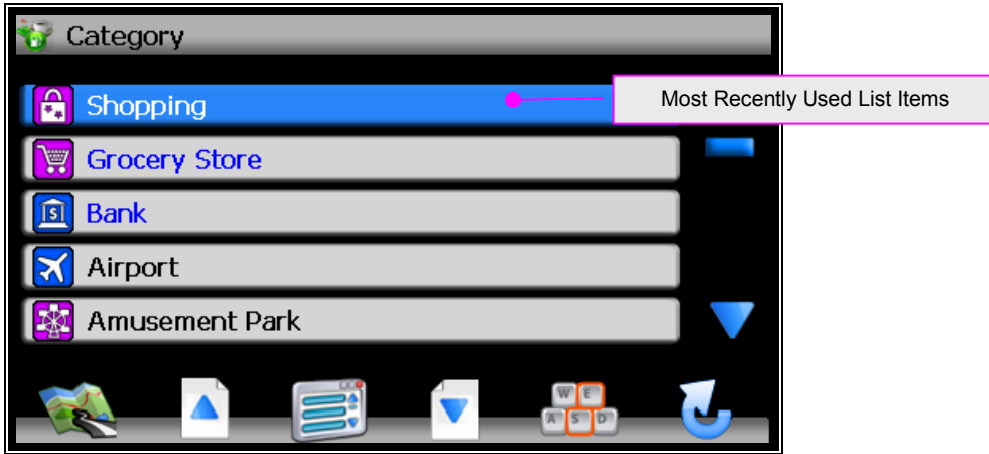 Category
Shopping
Most Recently Used List Items
Grocery Store
Bank
Airport
Amusement Park
W E
A S D